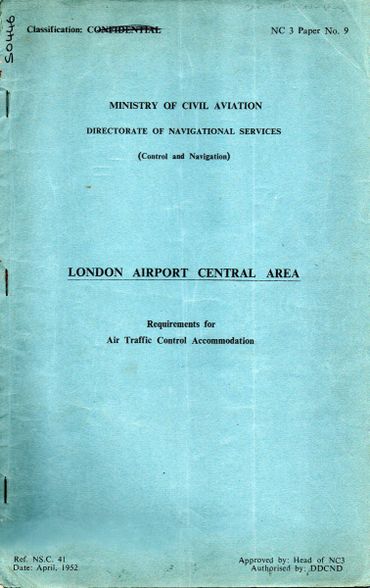 S0446
Classification: CONFIDENTIAL
NC 3 Paper No. 9
MINISTRY OF CIVIL AVIATION
DIRECTORATE OF NAVIGATIONAL SERVICES
(Control and Navigation)
LONDON AIRPORT CENTRAL AREA
Requirements for
Air Traffic Control Accommodation
Ref. NS.C. 41
Date: April, 1952
Approved by: Head of NC3
Authorised by: DDCND